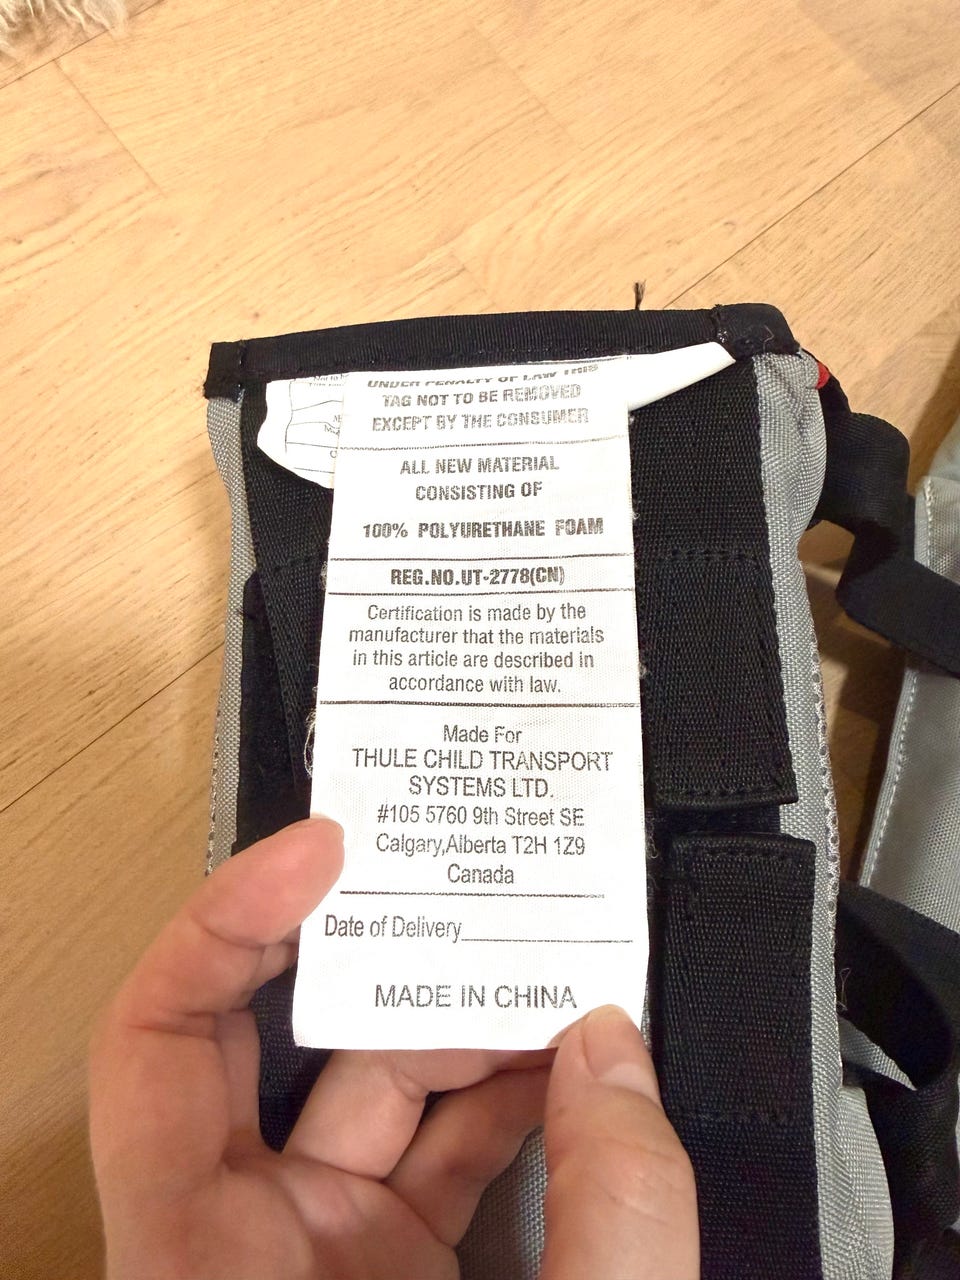 UNDER PENALTY OF LAW THIS
TAG NOT TO BE REMOVED
EXCEPT BY THE CONSUMER
ALL NEW MATERIAL
CONSISTING OF
100% POLYURETHANE FOAM
REG.NO.UT-2778(CN)
Certification is made by the
manufacturer that the materials
in this article are described in
accordance with law.
Made For
THULE CHILD TRANSPORT
SYSTEMS LTD.
#105 5760 9th Street SE
Calgary,Alberta T2H 1Z9
Canada
Date of Delivery
MADE IN CHINA